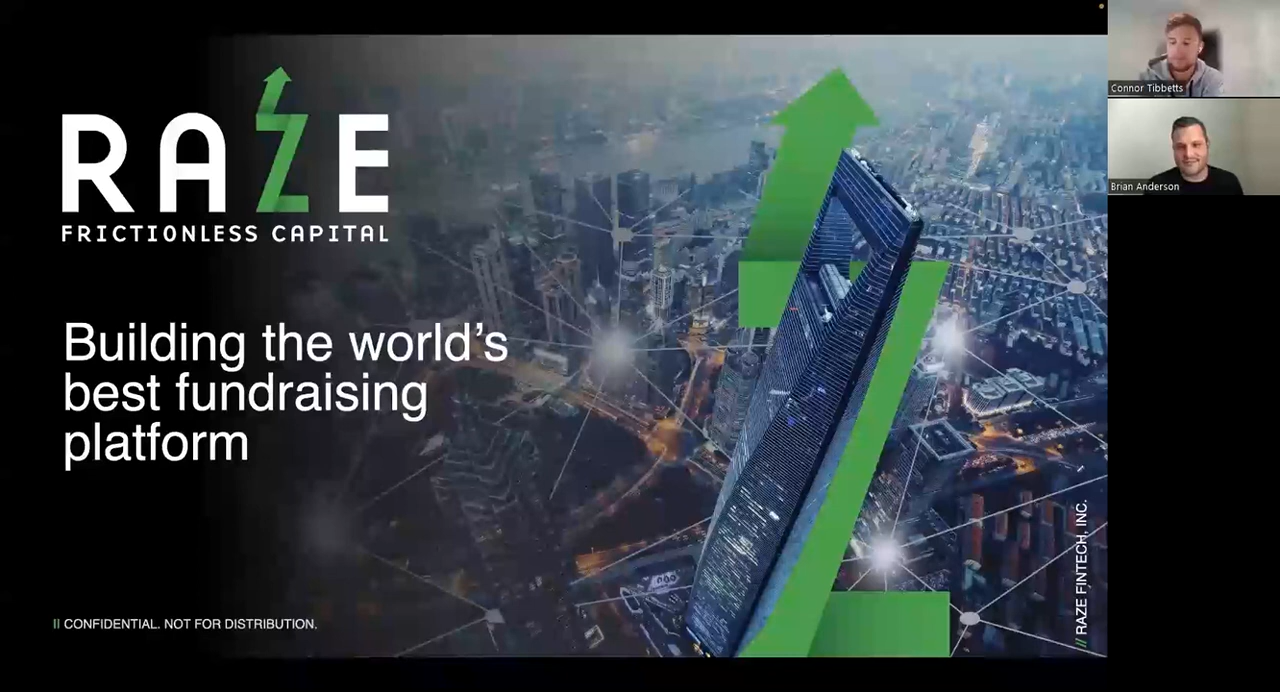 RAZE
FRICTIONLESS CAPITAL
Building the world's
best fundraising
platform
// CONFIDENTIAL. NOT FOR DISTRIBUTION.
// RAZE FINTECH, INC.
Connor Tibbetts
Brian Anderson